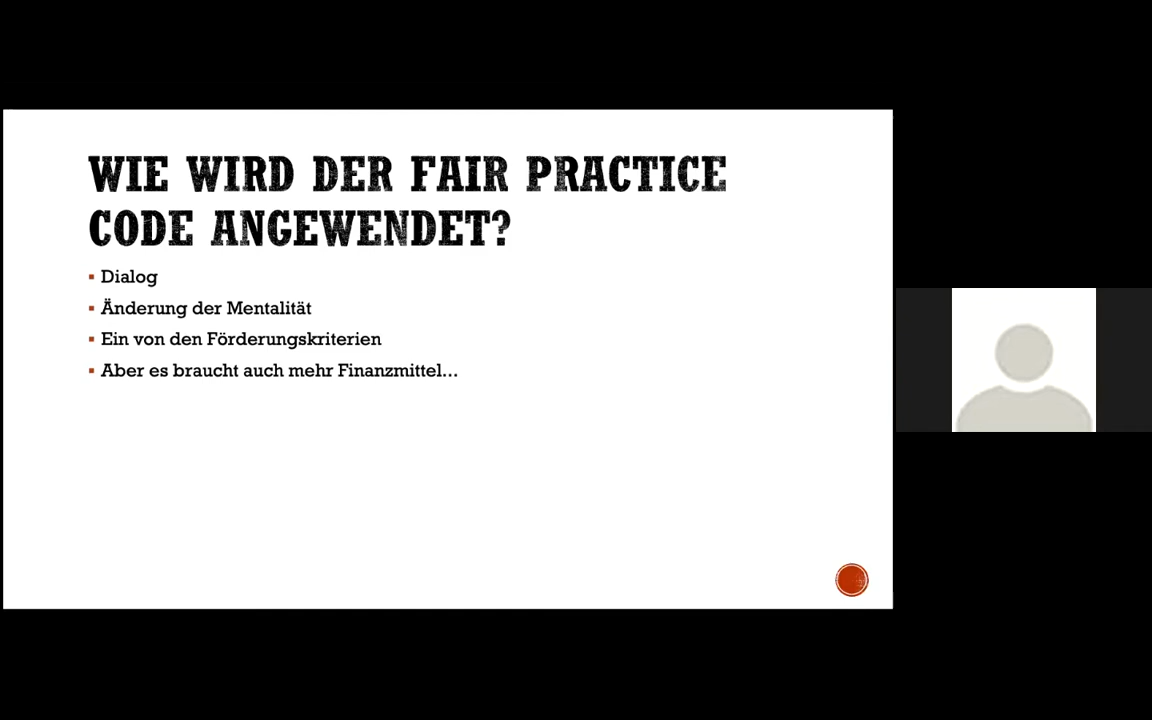 WIE WIRD DER FAIR PRACTICE
CODE ANGEWENDET?
▪ Dialog
▪ Änderung der Mentalität
▪ Ein von den Förderungskriterien
▪ Aber es braucht auch mehr Finanzmittel...